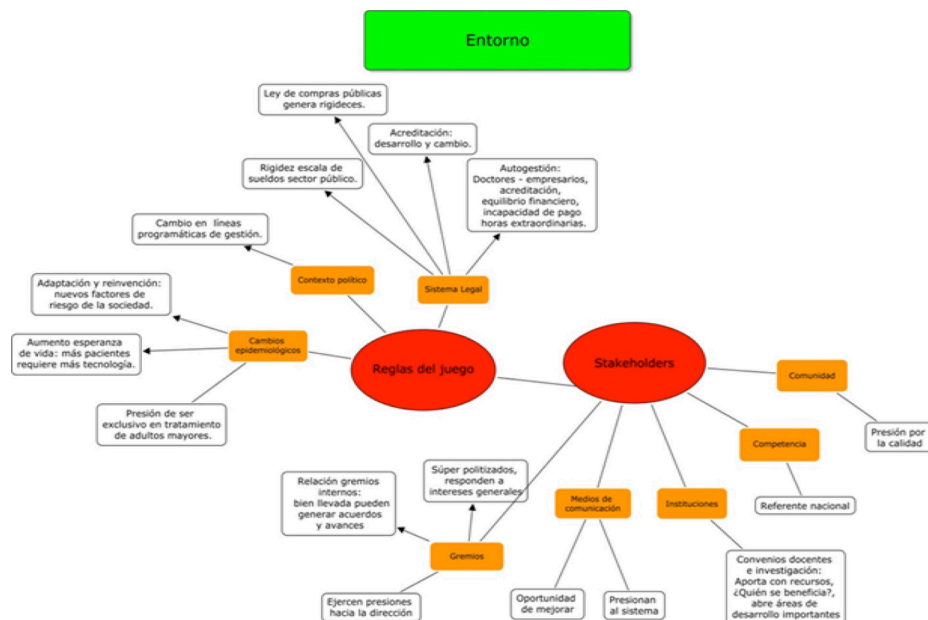 Entorno
Ley de compras públicas
genera rigideces.
Acreditación:
desarrollo y cambio.
Rigidez escala de
sueldos sector público.
Autogestión:
Doctores - empresarios,
acreditación,
equilibrio financiero,
incapacidad de pago
horas extraordinarias.
Cambio en líneas
programáticas de gestión.
Contexto político
Sistema Legal
Adaptación y reinvención:
nuevos factores de
riesgo de la sociedad.
Cambios
epidemiológicos
Aumento esperanza
de vida: más pacientes
requiere más tecnología.
Reglas del juego
Stakeholders
Comunidad
Presión de ser
exclusivo en tratamiento
de adultos mayores.
Presión por
la calidad
Competencia
Relación gremios
internos:
bien llevada pueden
generar acuerdos
y avances
Súper politizados,
responden a
intereses generales
Medios de
comunicación
Instituciones
Referente nacional
Gremios
Ejercen presiones
hacia la dirección
Oportunidad
de mejorar
Presionan
al sistema
Convenios docentes
e investigación:
Aporta con recursos,
¿Quién se beneficia?,
abre áreas de
desarrollo importantes